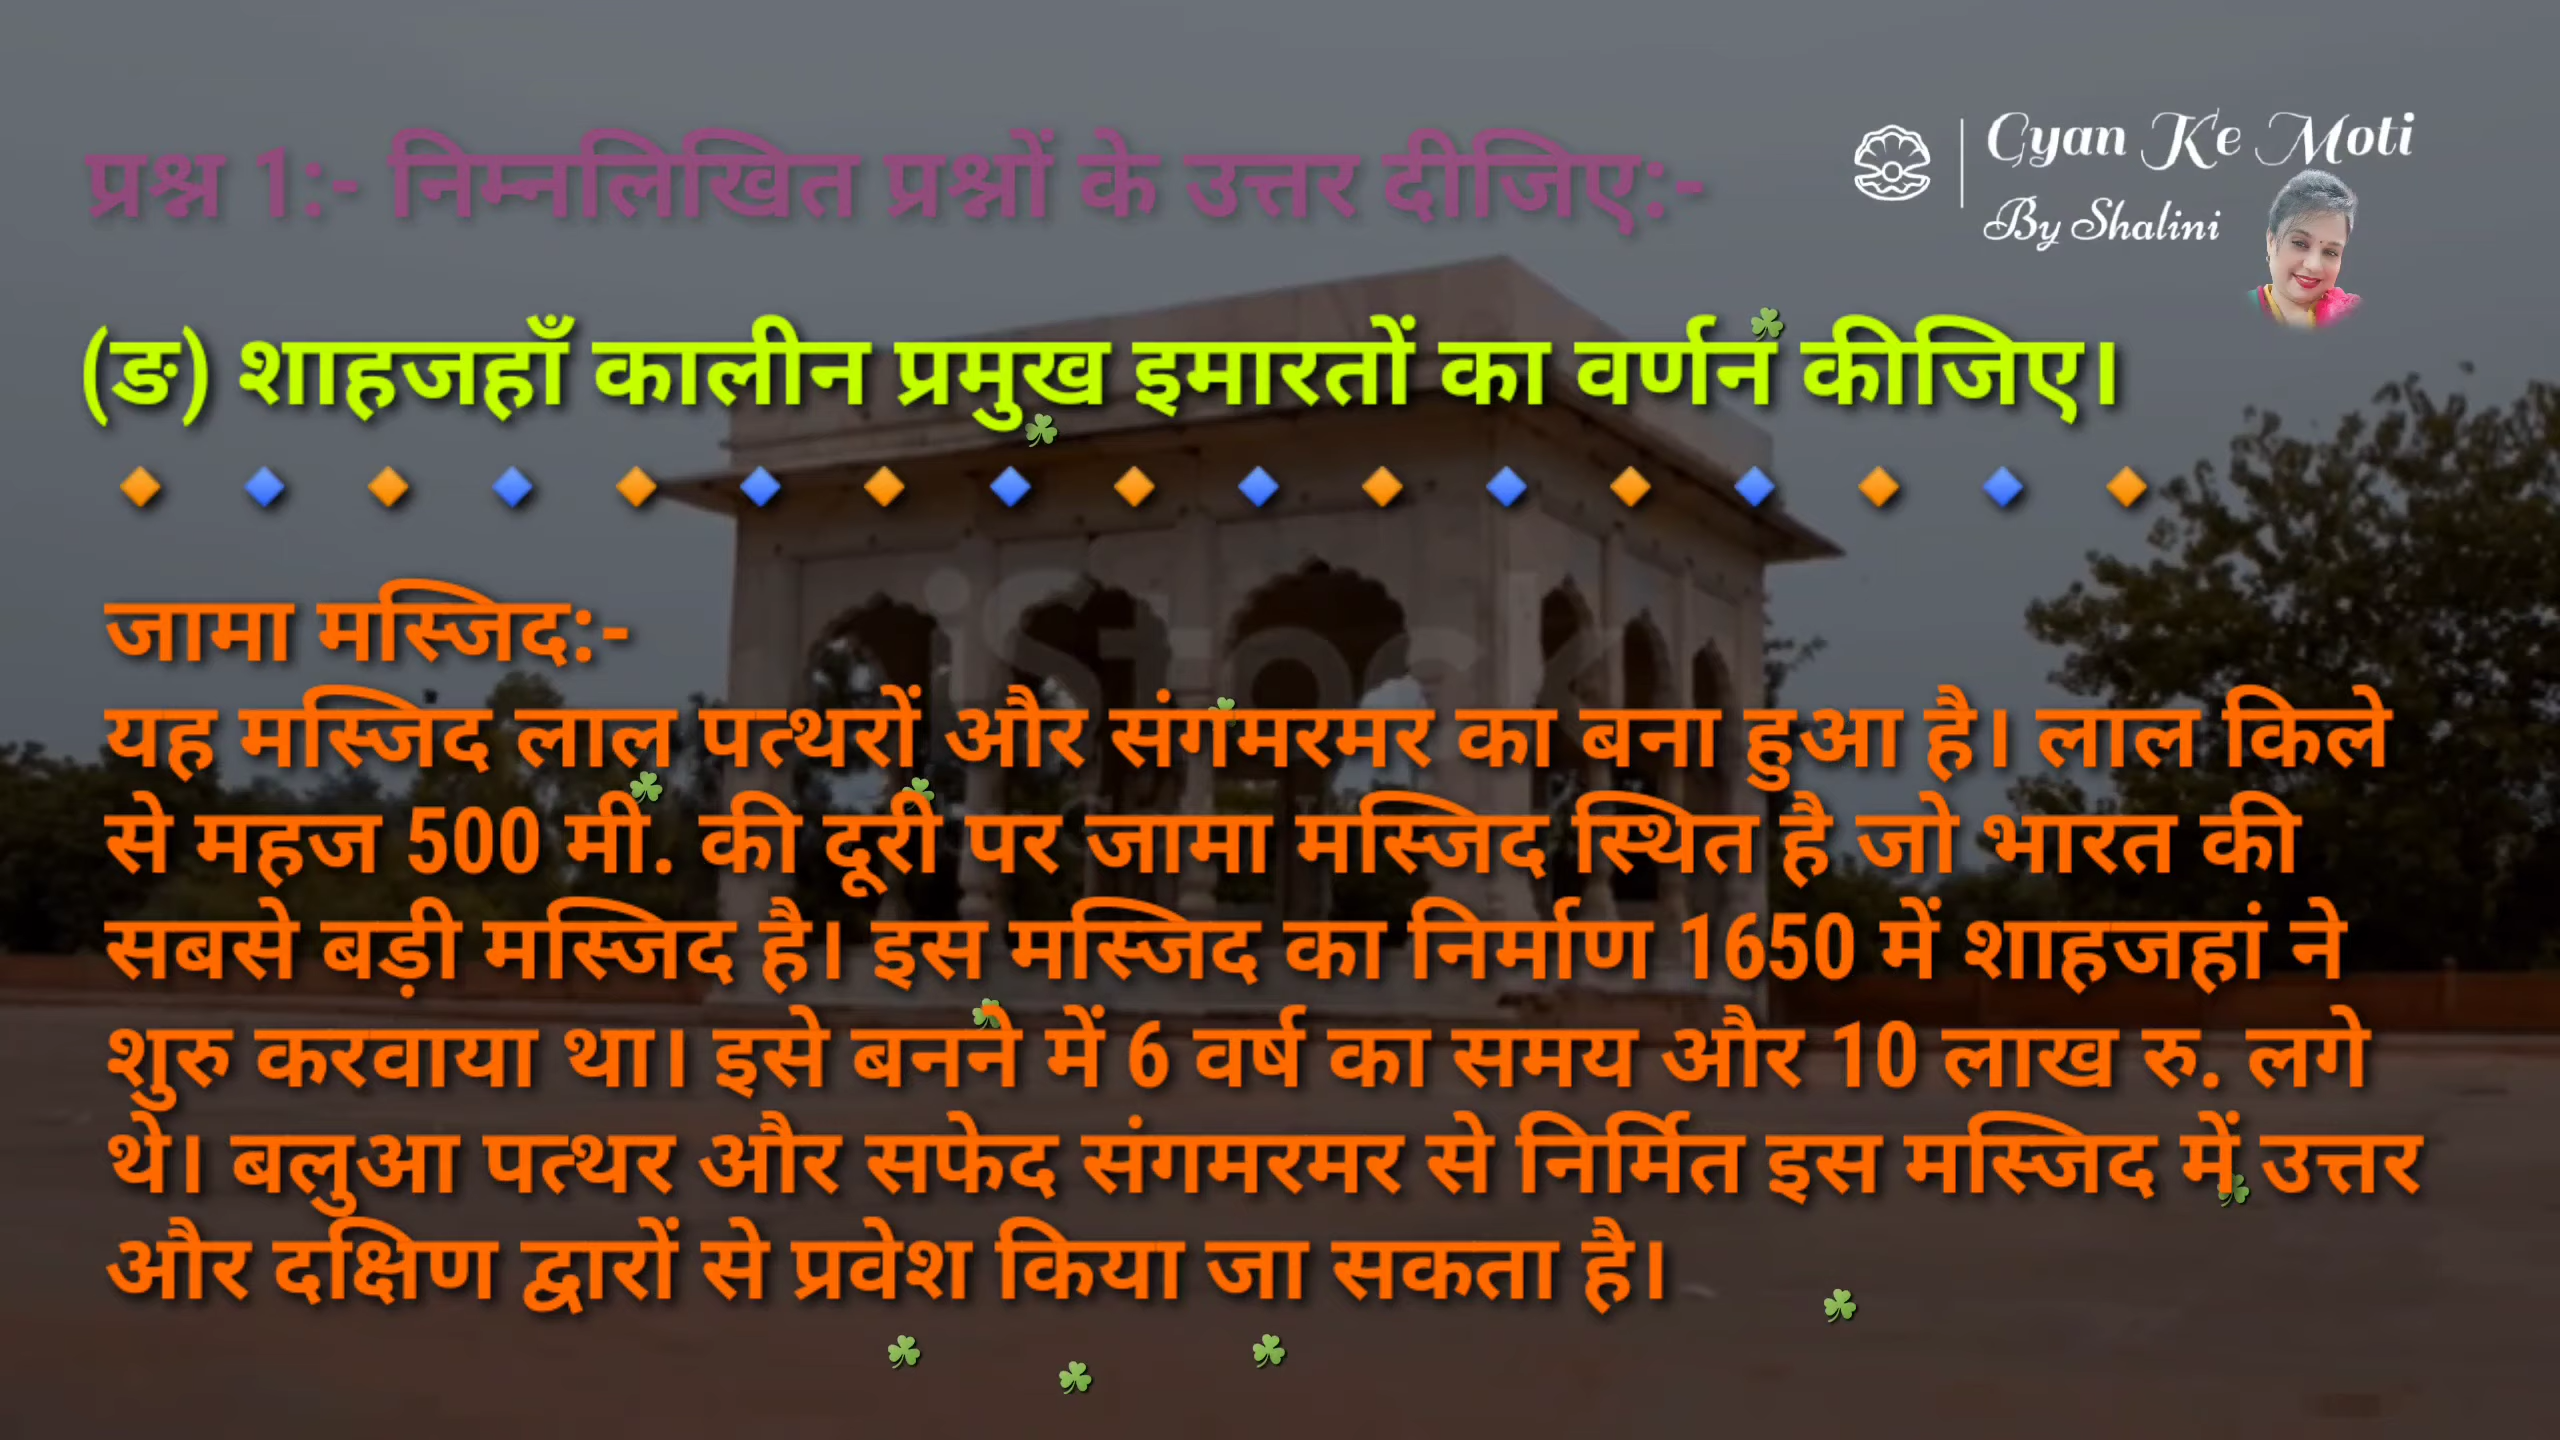 प्रश्न 1:- निम्नलिखित प्रश्नों के उत्तर दीजिए:-
Gyan Ke Moti
By Shalini
(ङ) शाहजहाँ कालीन प्रमुख इमारतों का वर्णन कीजिए।
जामा मस्जिद:-
यह मस्जिद लाल पत्थरों और संगमरमर का बना हुआ है। लाल किले
से महज 500 मी. की दूरी पर जामा मस्जिद स्थित है जो भारत की
सबसे बड़ी मस्जिद है। इस मस्जिद का निर्माण 1650 में शाहजहां ने
शुरु करवाया था। इसे बनने में 6 वर्ष का समय और 10 लाख रु. लगे
थे। बलुआ पत्थर और सफेद संगमरमर से निर्मित इस मस्जिद में उत्तर
और दक्षिण द्वारों से प्रवेश किया जा सकता है।
iStock